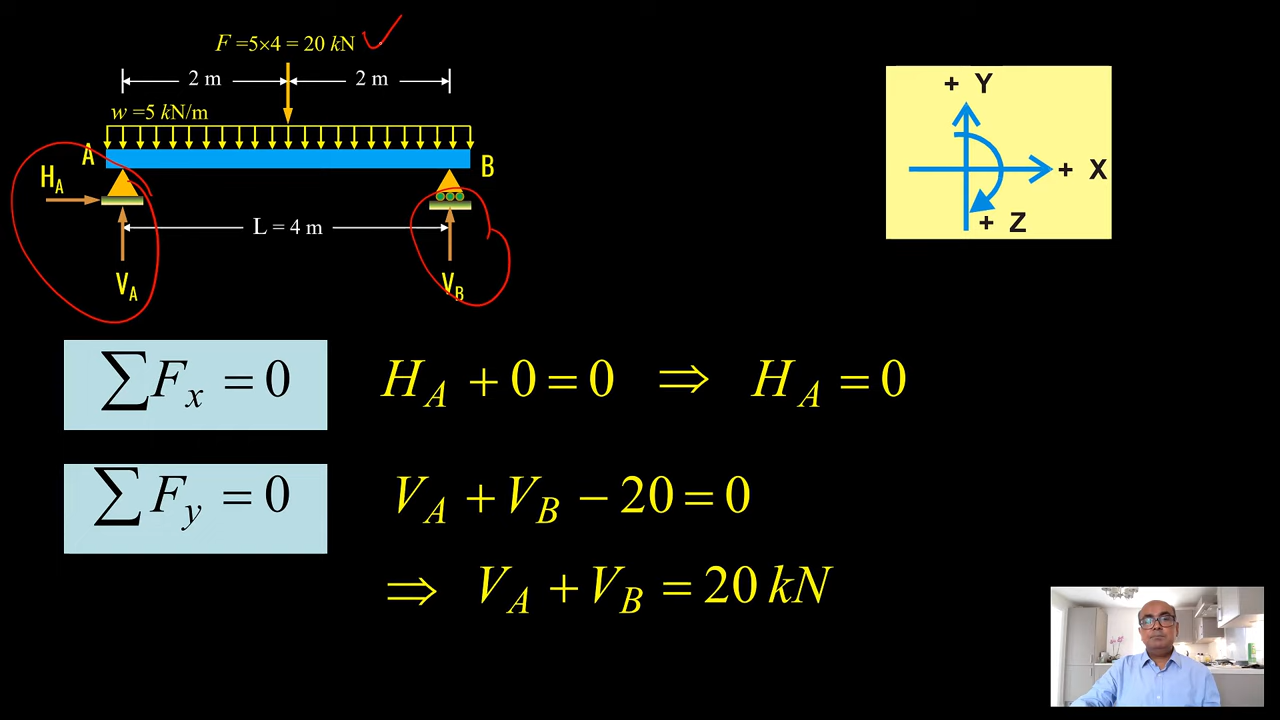 F =5×4 = 20 kN
2 m 2 m
w =5 kN/m
A
B
H_A
L = 4 m
V_A
V_B
+ Y
+ X
+ Z
∑F_x = 0 H_A + 0 = 0 ⇒ H_A = 0
∑F_y = 0 V_A + V_B − 20 = 0
⇒ V_A + V_B = 20 kN